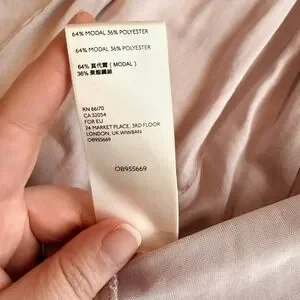 64% MODAL 36% POLYESTER
64% MODAL 36% POLYESTER
64% 莫代爾 (MODAL)
36% 聚酯纖維
RN 66170
CA 32054
FOR EU
24 MARKET PLACE, 3RD FLOOR
LONDON, UK W1W8AN
OB955669
OB955669